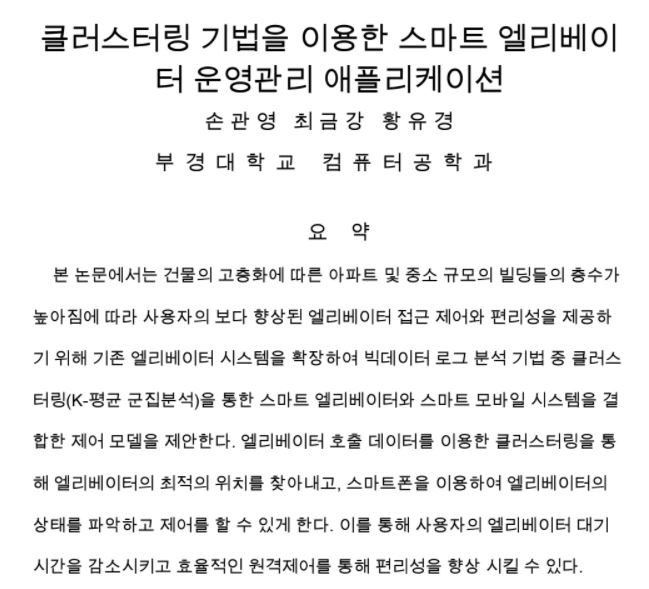 클러스터링 기법을 이용한 스마트 엘리베이
터 운영관리 애플리케이션
손관영 최금강 황유경
부경대학교 컴퓨터공학과
요 약
본 논문에서는 건물의 고층화에 따른 아파트 및 중소 규모의 빌딩들의 층수가
높아짐에 따라 사용자의 보다 향상된 엘리베이터 접근 제어와 편리성을 제공하
기 위해 기존 엘리베이터 시스템을 확장하여 빅데이터 로그 분석 기법 중 클러스
터링(K-평균 군집분석)을 통한 스마트 엘리베이터와 스마트 모바일 시스템을 결
합한 제어 모델을 제안한다. 엘리베이터 호출 데이터를 이용한 클러스터링을 통
해 엘리베이터의 최적의 위치를 찾아내고, 스마트폰을 이용하여 엘리베이터의
상태를 파악하고 제어를 할 수 있게 한다. 이를 통해 사용자의 엘리베이터 대기
시간을 감소시키고 효율적인 원격제어를 통해 편리성을 향상 시킬 수 있다.